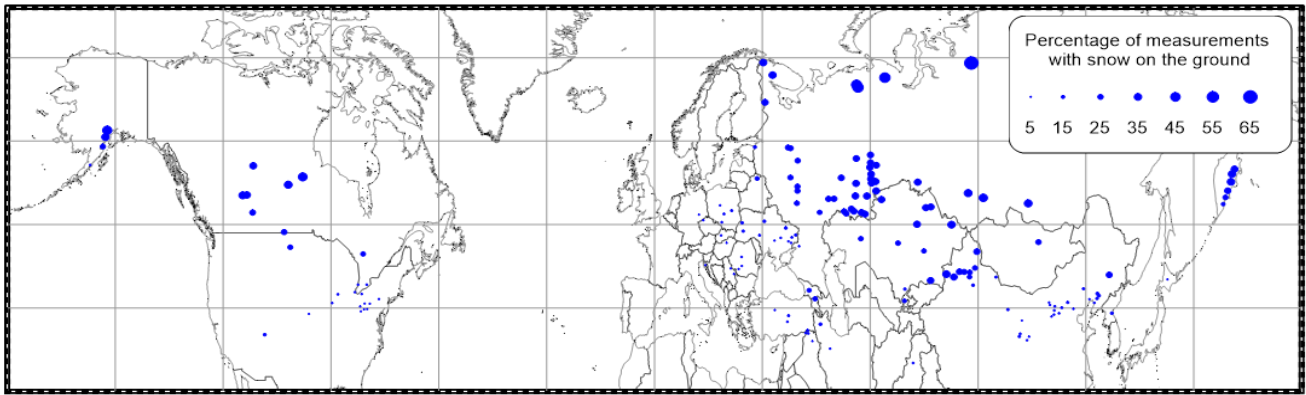 Percentage of measurements
with snow on the ground
5 15 25 35 45 55 65